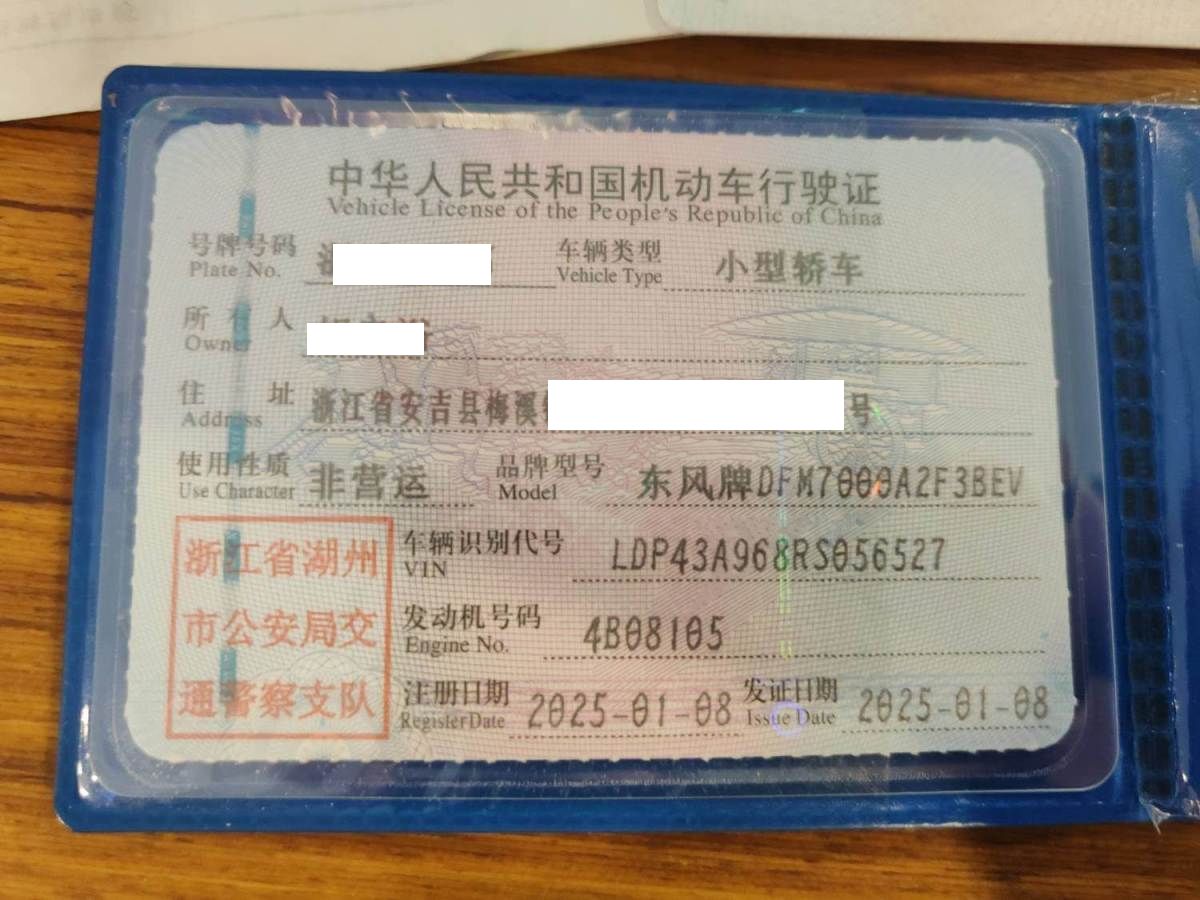 中华人民共和国机动车行驶证
Vehicle License of the People's Republic of China
号牌号码 车辆类型 小型轿车
Plate No. Vehicle Type
所有人
Owner
住址 浙江省安吉县梅溪 号
Address
使用性质 非营运 品牌型号 东风牌DFM7000A2F3BEV
Use Character Model
浙江省湖州
市公安局交
通警察支队
车辆识别代号 LDP43A968RS056527
VIN
发动机号码 4B08105
Engine No.
注册日期 2025-01-08 发证日期 2025-01-08
Register Date Issue Date